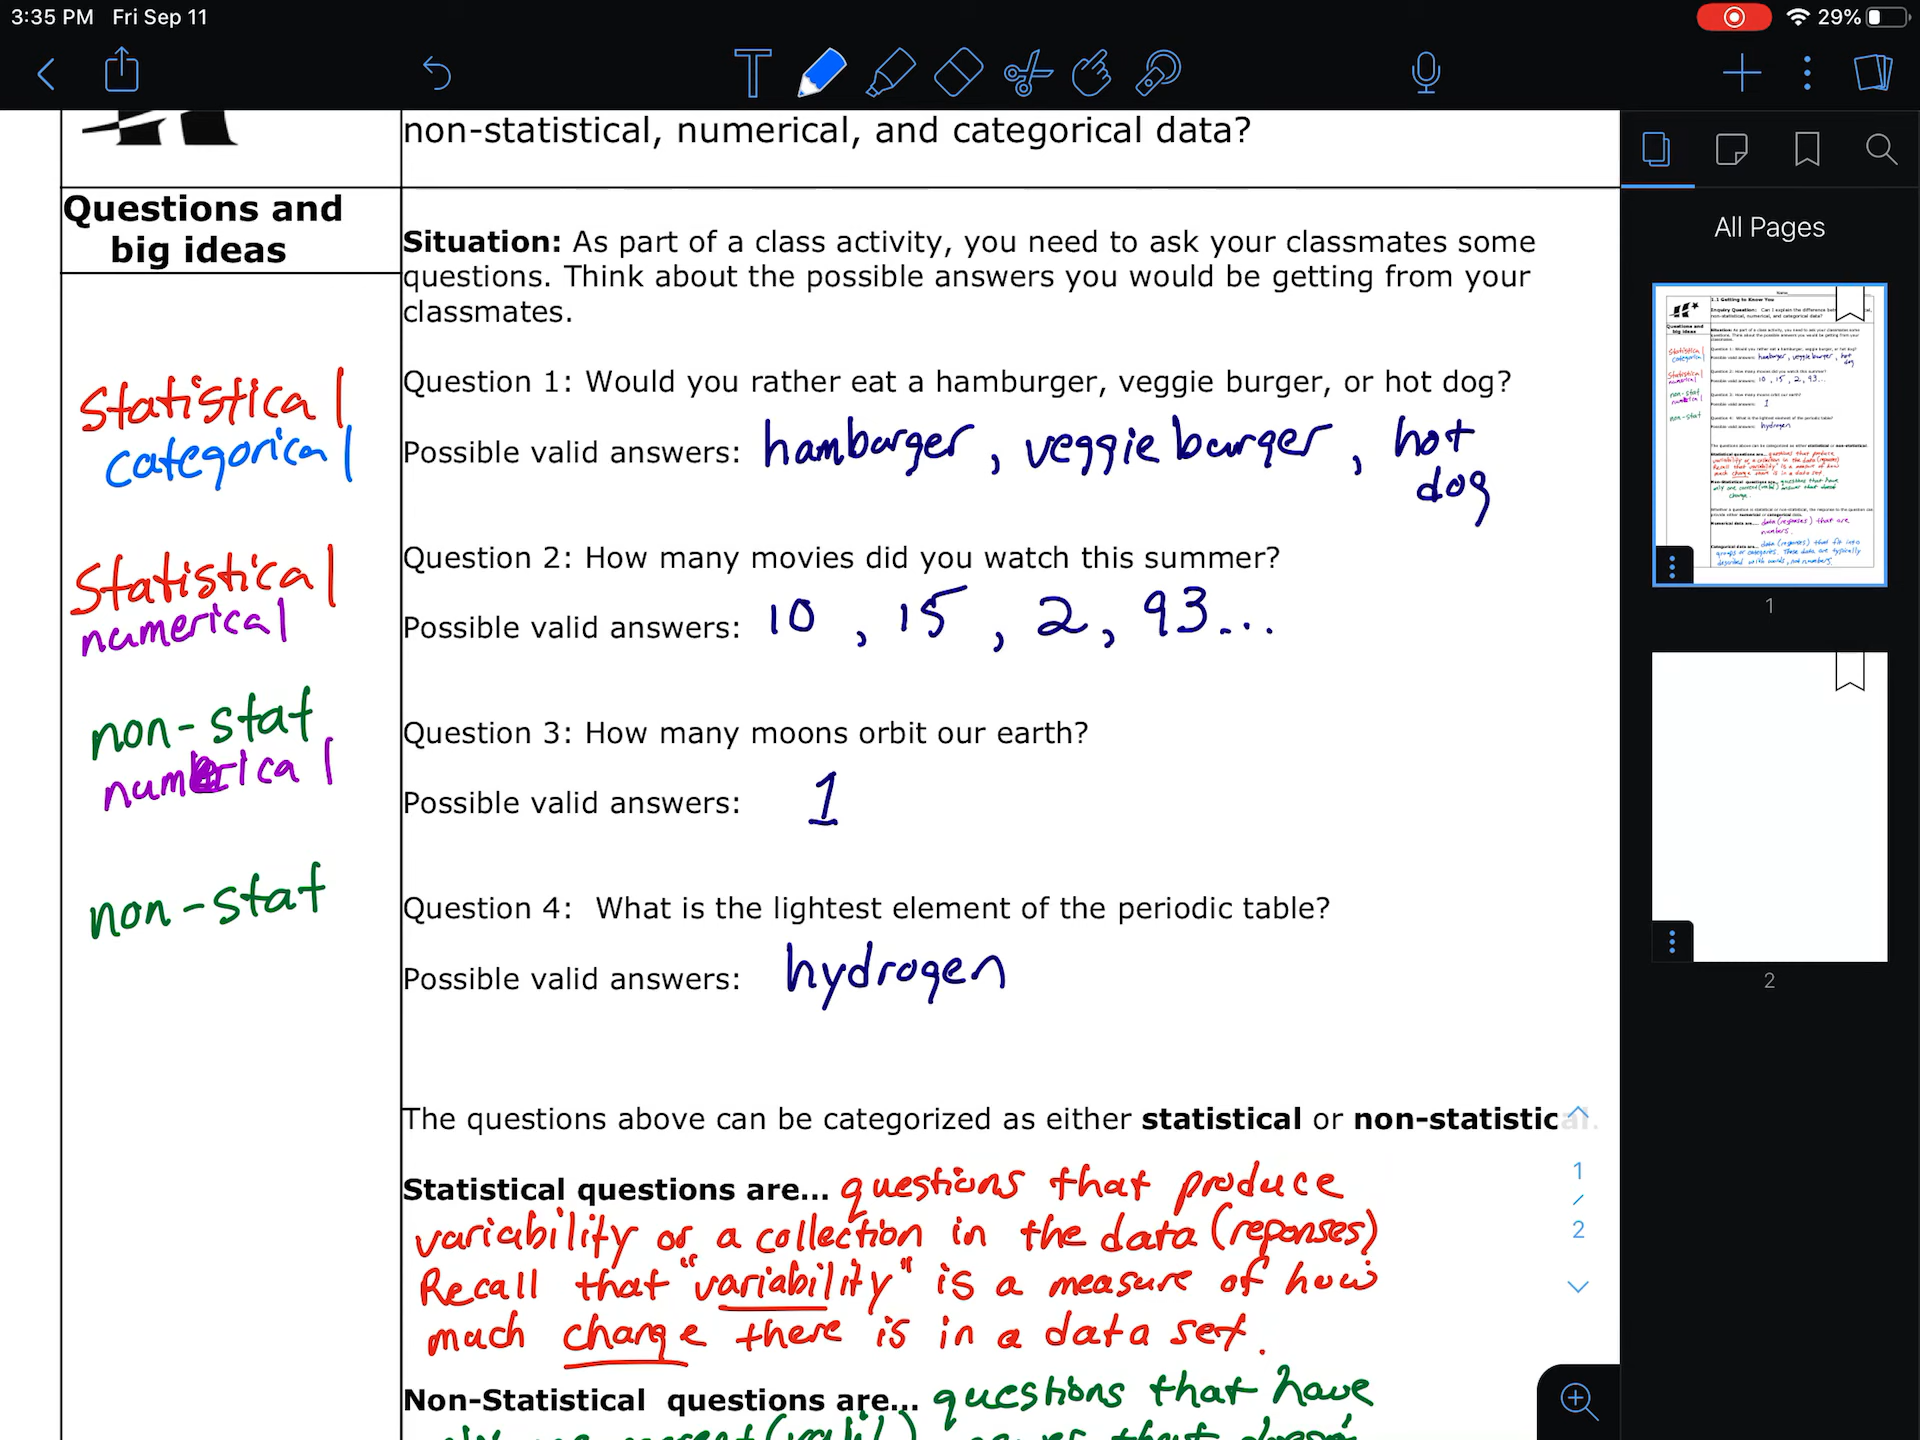 3:35 PM Fri Sep 11
29%
non-statistical, numerical, and categorical data?
Questions and
big ideas
Situation: As part of a class activity, you need to ask your classmates some
questions. Think about the possible answers you would be getting from your
classmates.
Statistical
categorical
Question 1: Would you rather eat a hamburger, veggie burger, or hot dog?
Possible valid answers: hamburger, veggie burger, hot
dog
Statistical
numerical
Question 2: How many movies did you watch this summer?
Possible valid answers: 10, 15, 2, 93...
non-stat
numerical
Question 3: How many moons orbit our earth?
Possible valid answers: 1
non-stat
Question 4: What is the lightest element of the periodic table?
Possible valid answers: hydrogen
The questions above can be categorized as either statistical or non-statistical.
Statistical questions are... questions that produce
variability or a collection in the data (reponses)
Recall that "variability" is a measure of how
much change there is in a data set.
Non-Statistical questions are... questions that have
1
/
2
All Pages
1
2